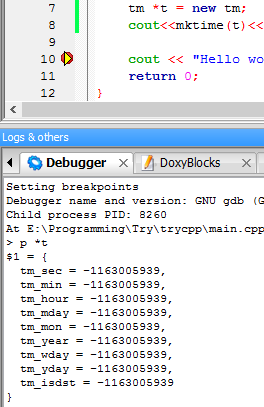 7 tm *t = new tm;
8 cout<<mktime(t)<<
9
10 cout << "Hello wo
11 return 0;
12 }
Logs & others
Debugger DoxyBlocks
Setting breakpoints
Debugger name and version: GNU gdb (G
Child process PID: 8260
At E:\Programming\Try\trycpp\main.cpp
> p *t
$1 = {
tm_sec = -1163005939,
tm_min = -1163005939,
tm_hour = -1163005939,
tm_mday = -1163005939,
tm_mon = -1163005939,
tm_year = -1163005939,
tm_wday = -1163005939,
tm_yday = -1163005939,
tm_isdst = -1163005939
}